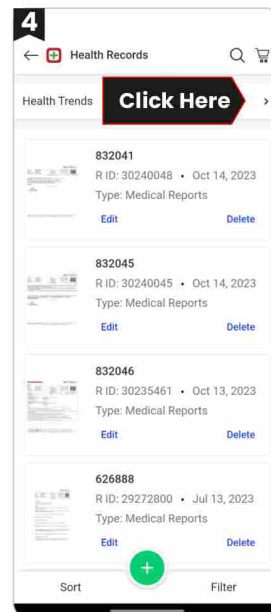 4
Health Records
Health Trends
Click Here
832041
R ID: 30240048 • Oct 14, 2023
Type: Medical Reports
Edit
Delete
832045
R ID: 30240045 • Oct 14, 2023
Type: Medical Reports
Edit
Delete
832046
R ID: 30235461 • Oct 13, 2023
Type: Medical Reports
Edit
Delete
626888
R ID: 29272800 • Jul 13, 2023
Type: Medical Reports
Edit
Delete
Sort
Filter